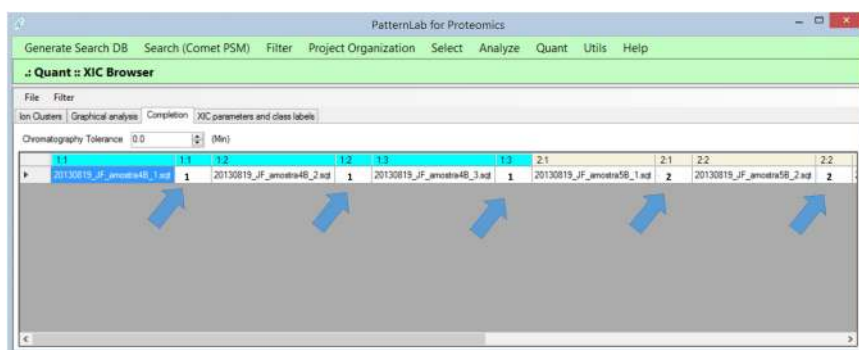 PatternLab for Proteomics
Generate Search DB Search (Comet PSM) Filter Project Organization Select Analyze Quant Utils Help
.: Quant :: XIC Browser
File Filter
Ion Clusters Graphical analysis Completion XIC parameters and class labels
Chromatography Tolerance 0.0 (Min)
1:1 1:1 1:2 1:2 1:3 1:3 2:1 2:1 2:2 2:2
20130819_JF_amostra4B_1.sqt 1 20130819_JF_amostra4B_2.sqt 1 20130819_JF_amostra4B_3.sqt 1 20130819_JF_amostra5B_1.sqt 2 20130819_JF_amostra5B_2.sqt 2